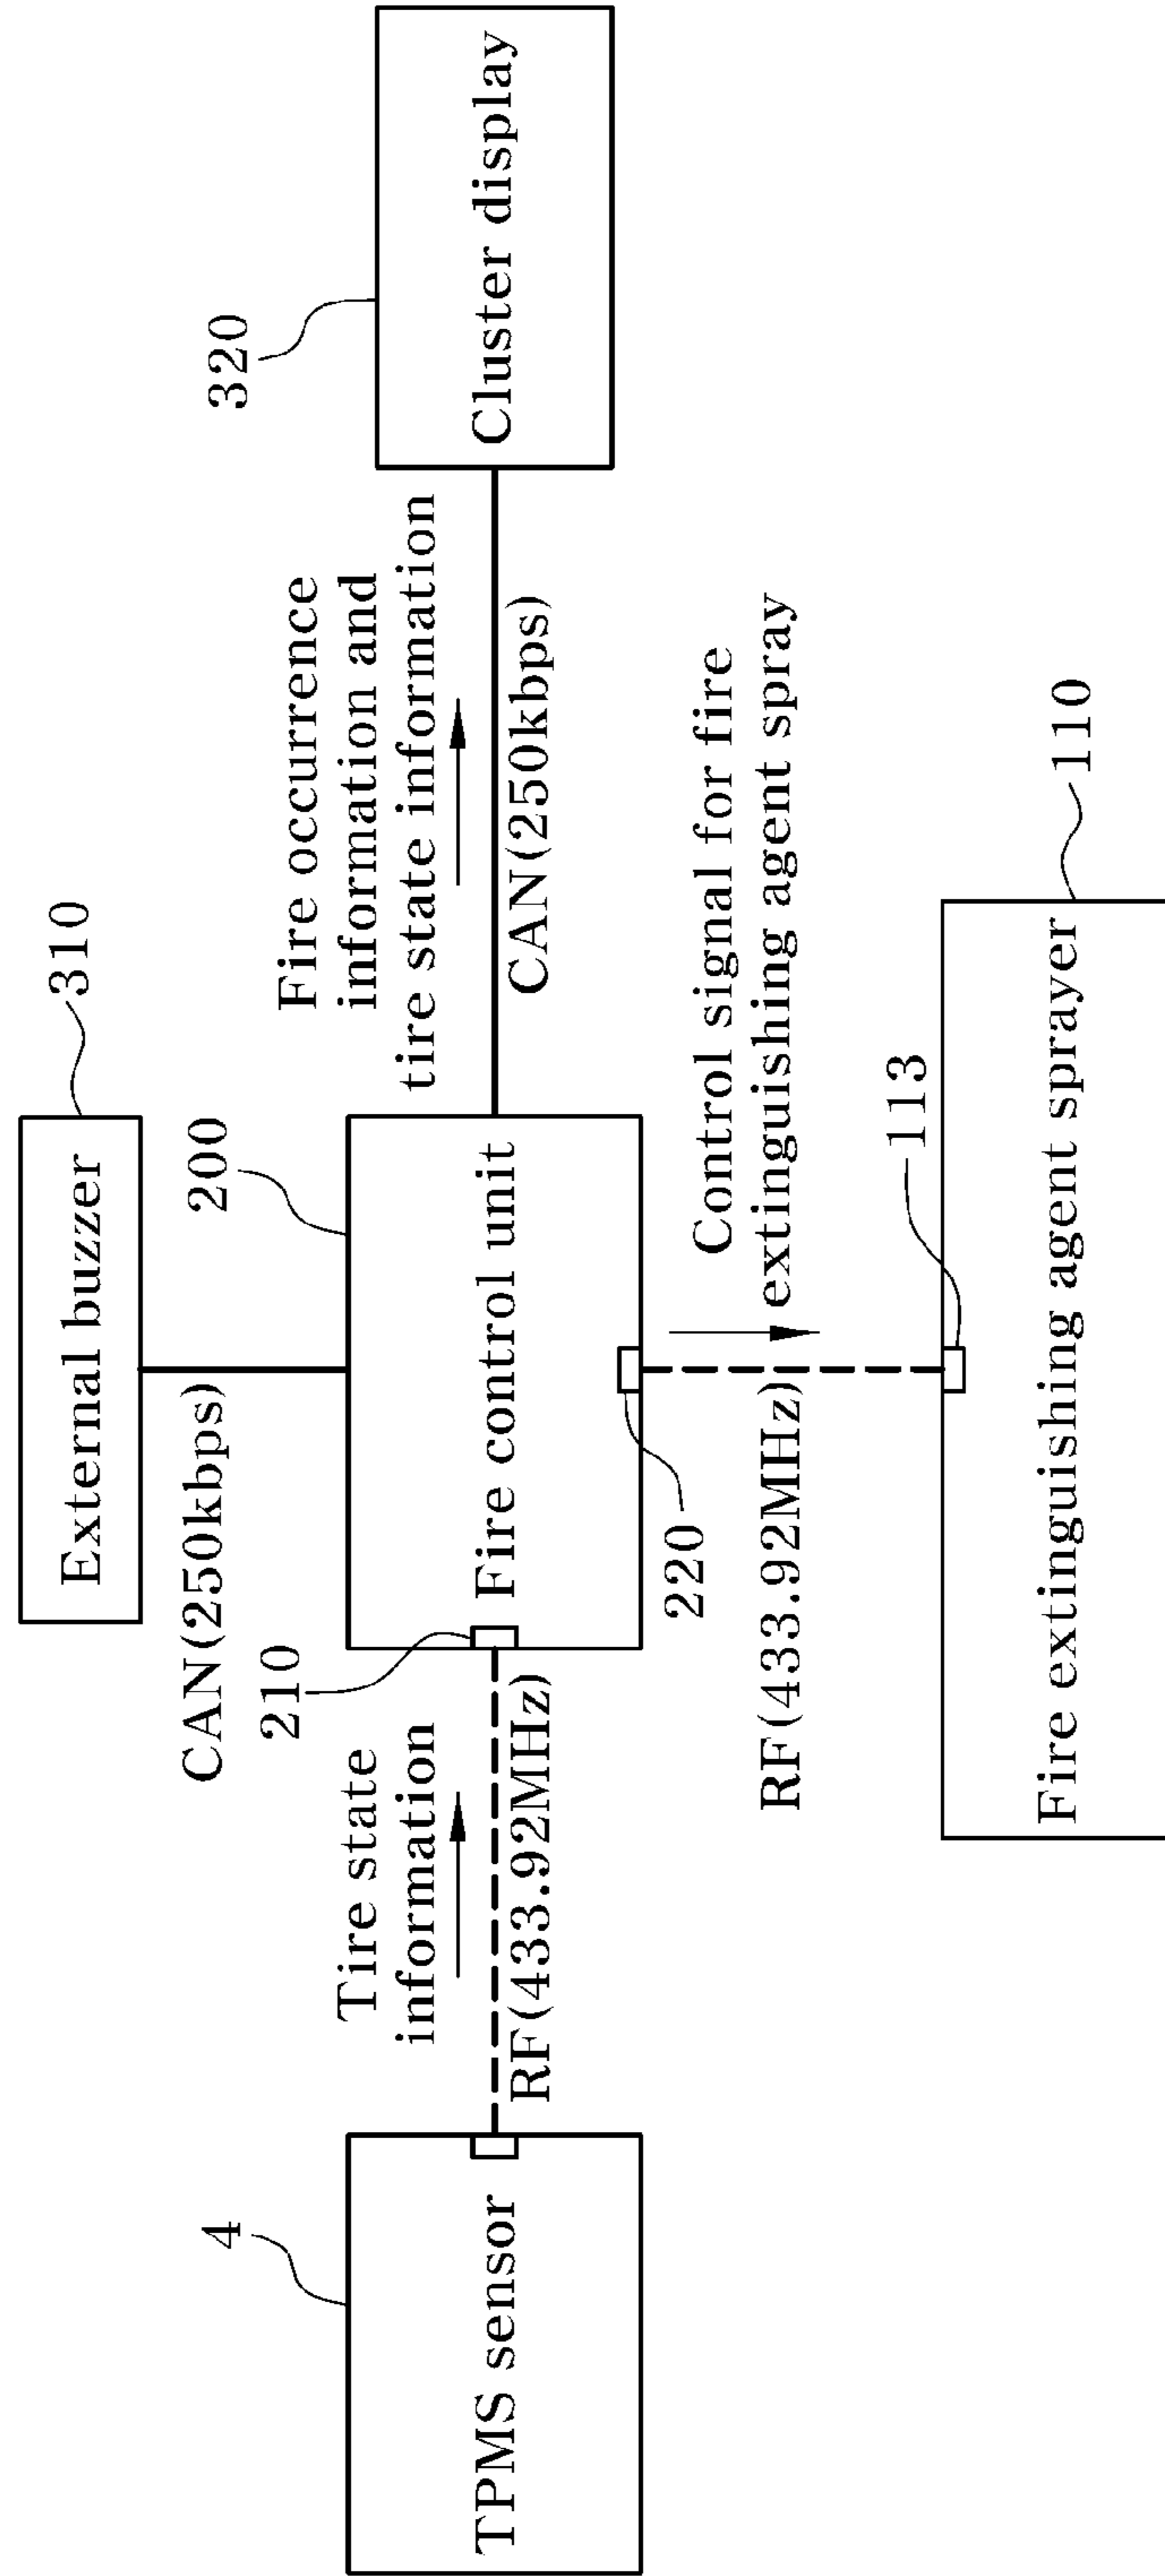 External buzzer
310
CAN(250kbps)
200
320
Fire occurrence
information and
tire state information
4
Tire state
information
210
TPMS sensor
RF(433.92MHz)
Fire control unit
CAN(250kbps)
Cluster display
220
Control signal for fire
extinguishing agent spray
RF(433.92MHz)
113
110
Fire extinguishing agent sprayer